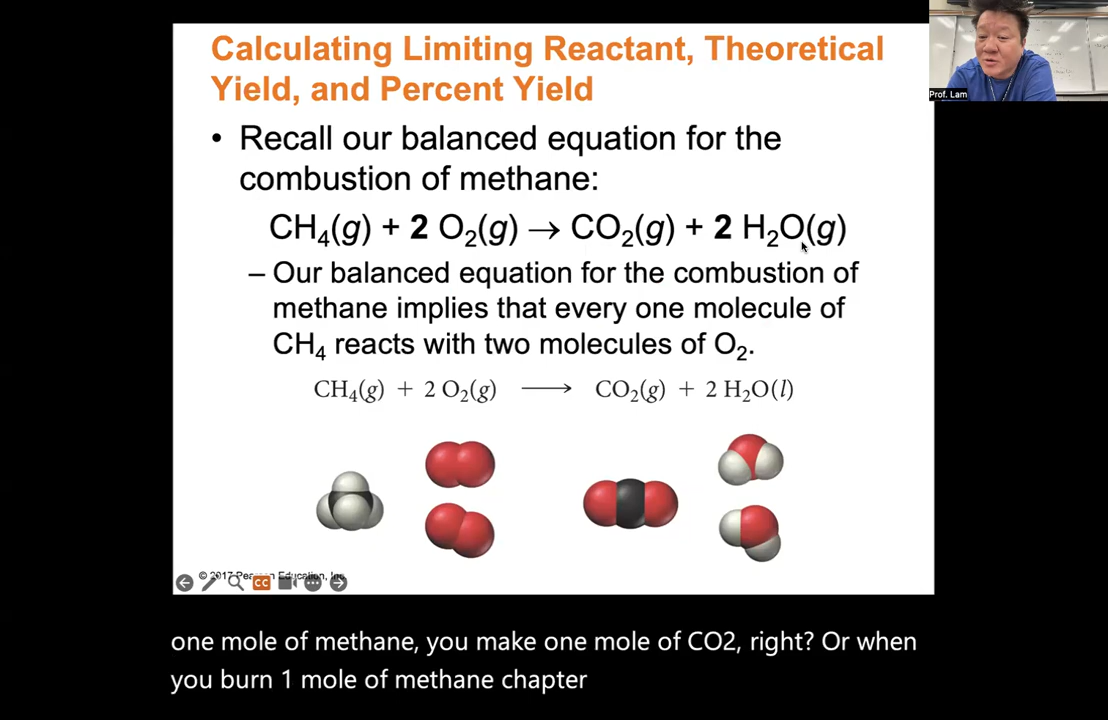 Calculating Limiting Reactant, Theoretical
Yield, and Percent Yield
Prof. Lam
• Recall our balanced equation for the
combustion of methane:
CH₄(g) + 2 O₂(g) → CO₂(g) + 2 H₂O(g)
– Our balanced equation for the combustion of
methane implies that every one molecule of
CH₄ reacts with two molecules of O₂.
CH₄(g) + 2 O₂(g) ⟶ CO₂(g) + 2 H₂O(l)
© 2017 Education, Inc.
CC
one mole of methane, you make one mole of CO2, right? Or when
you burn 1 mole of methane chapter